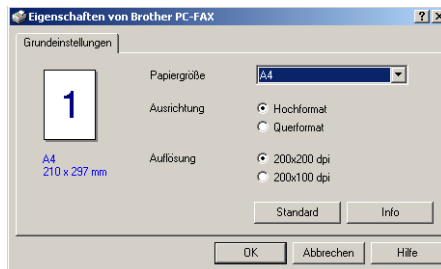 Eigenschaften von Brother PC-FAX
Grundeinstellungen
1
A4
210 x 297 mm
Papiergröße
A4
Ausrichtung
Hochformat
Querformat
Auflösung
200x200 dpi
200x100 dpi
Standard
Info
OK
Abbrechen
Hilfe